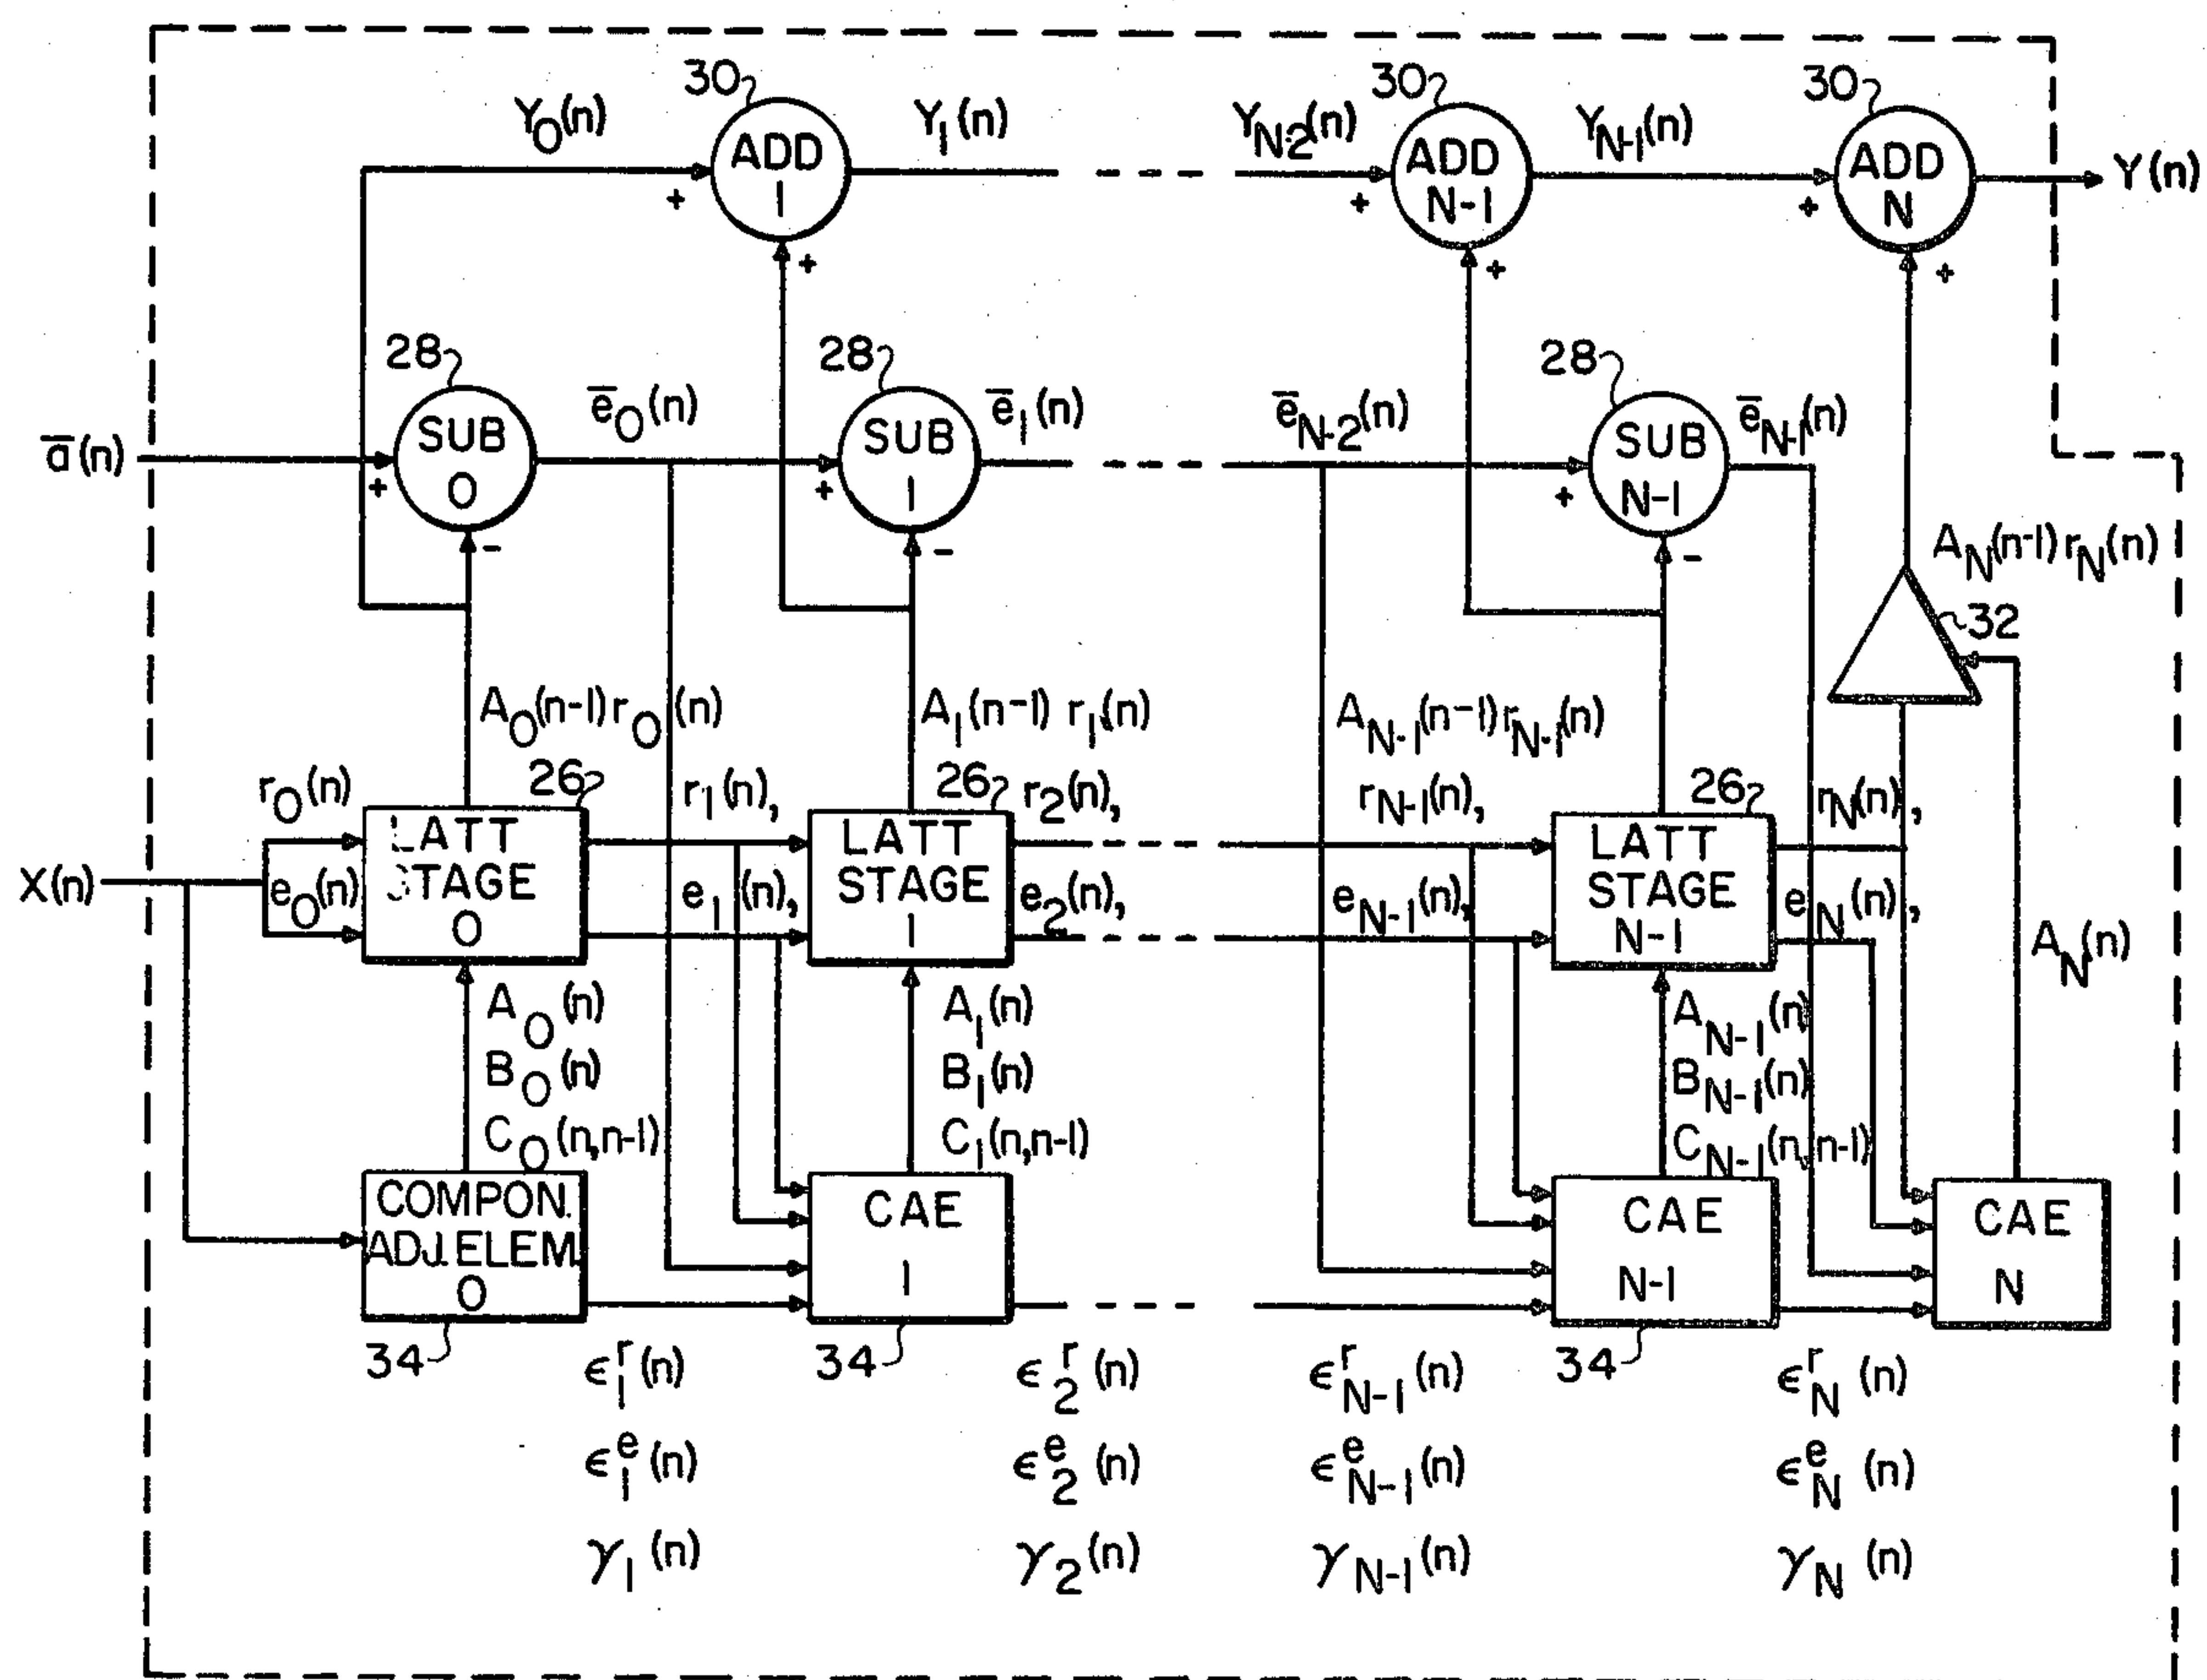 30 30 30
Y0(n) Y1(n) YN-2(n) YN-1(n)
ADD 1
ADD N-1
ADD N
Y(n)
+ + +
+ + +
28 28 28
ā(n)
SUB 0
ē0(n)
SUB 1
ē1(n)
ēN-2(n)
SUB N-1
ēN-1(n)
+ + +
- - -
AN(n-1) rN(n)
32
A0(n-1) r0(n)
A1(n-1) r1(n)
AN-1(n-1) rN-1(n)
26 26 26
r0(n) r1(n), r2(n), rN-1(n), rN(n),
X(n)
e0(n) e1(n), e2(n), eN-1(n), eN(n),
LATT STAGE 0
LATT STAGE 1
LATT STAGE N-1
AN(n)
A0(n) A1(n) AN-1(n)
B0(n) B1(n) BN-1(n)
C0(n,n-1) C1(n,n-1) CN-1(n,n-1)
COMPON. ADJ.ELEM. 0
CAE 1
CAE N-1
CAE N
34 34 34
ϵ1r(n) ϵ2r(n) ϵN-1r(n) ϵNr(n)
ϵ1e(n) ϵ2e(n) ϵN-1e(n) ϵNe(n)
γ1(n) γ2(n) γN-1(n) γN(n)